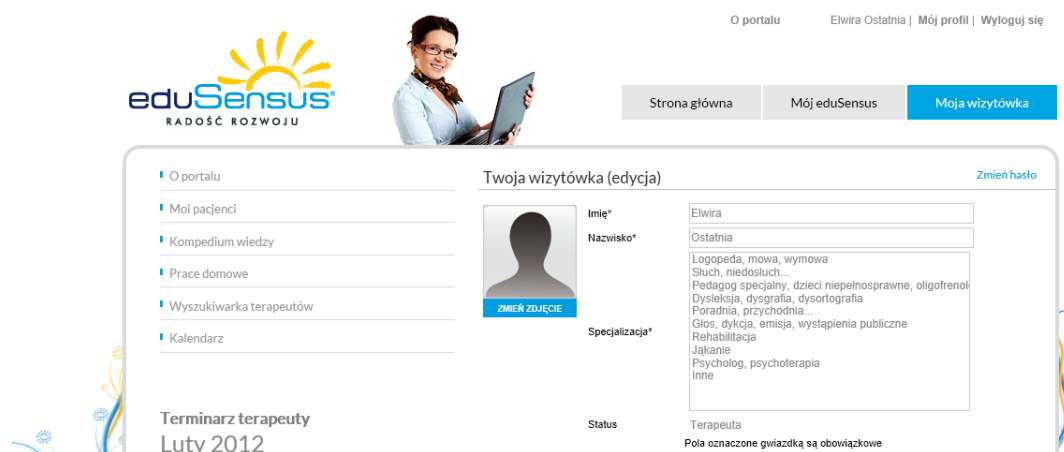 O portalu
Elwira Ostatnia | Mój profil | Wyloguj się
eduSensus®
RADOŚĆ ROZWOJU
Strona główna
Mój eduSensus
Moja wizytówka
O portalu
Moi pacjenci
Kompedium wiedzy
Prace domowe
Wyszukiwarka terapeutów
Kalendarz
Terminarz terapeuty
Luty 2012
Twoja wizytówka (edycja)
Zmień hasło
ZMIEŃ ZDJĘCIE
Imię*
Elwira
Nazwisko*
Ostatnia
Specjalizacja*
Logopeda, mowa, wymowa
Słuch, niedosłuch...
Pedagog specjalny, dzieci niepełnosprawne, oligofrenol
Dysleksja, dysgrafia, dysortografia
Poradnia, przychodnia...
Głos, dykcja, emisja, wystąpienia publiczne
Rehabilitacja
Jąkanie
Psycholog, psychoterapia
Inne
Status
Terapeuta
Pola oznaczone gwiazdką są obowiązkowe